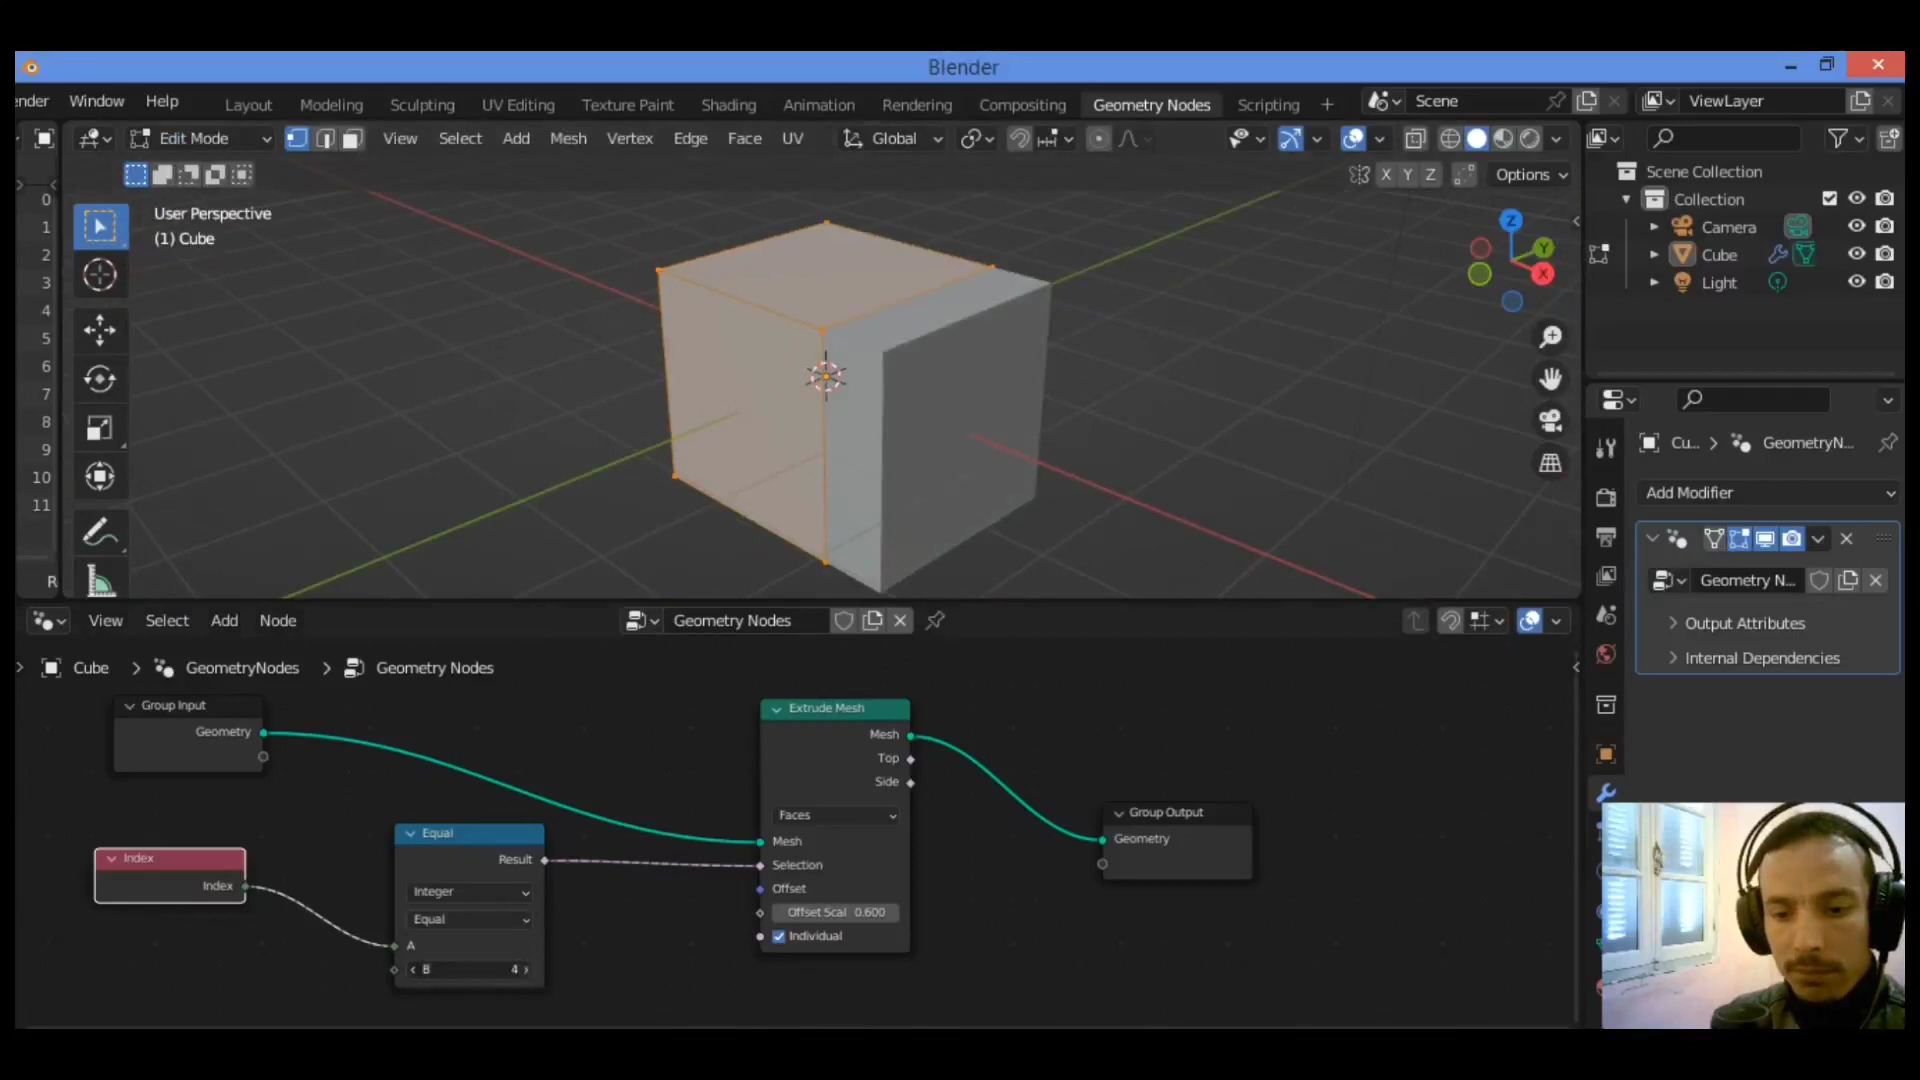 Blender
nder Window Help Layout Modeling Sculpting UV Editing Texture Paint Shading Animation Rendering Compositing Geometry Nodes Scripting + Scene ViewLayer
Edit Mode View Select Add Mesh Vertex Edge Face UV Global
X Y Z Options
Scene Collection
Collection
Camera
Cube
Light
0
1
2
3
4
5
6
7
8
9
10
11
R
User Perspective
(1) Cube
Z
Y
X
Cu... > GeometryN...
Add Modifier
Geometry N...
Output Attributes
Internal Dependencies
View Select Add Node Geometry Nodes
Cube > GeometryNodes > Geometry Nodes
Group Input
Geometry
Index
Index
Equal
Result
Integer
Equal
A
B 4
Extrude Mesh
Mesh
Top
Side
Faces
Mesh
Selection
Offset
Offset Scal 0.600
Individual
Group Output
Geometry